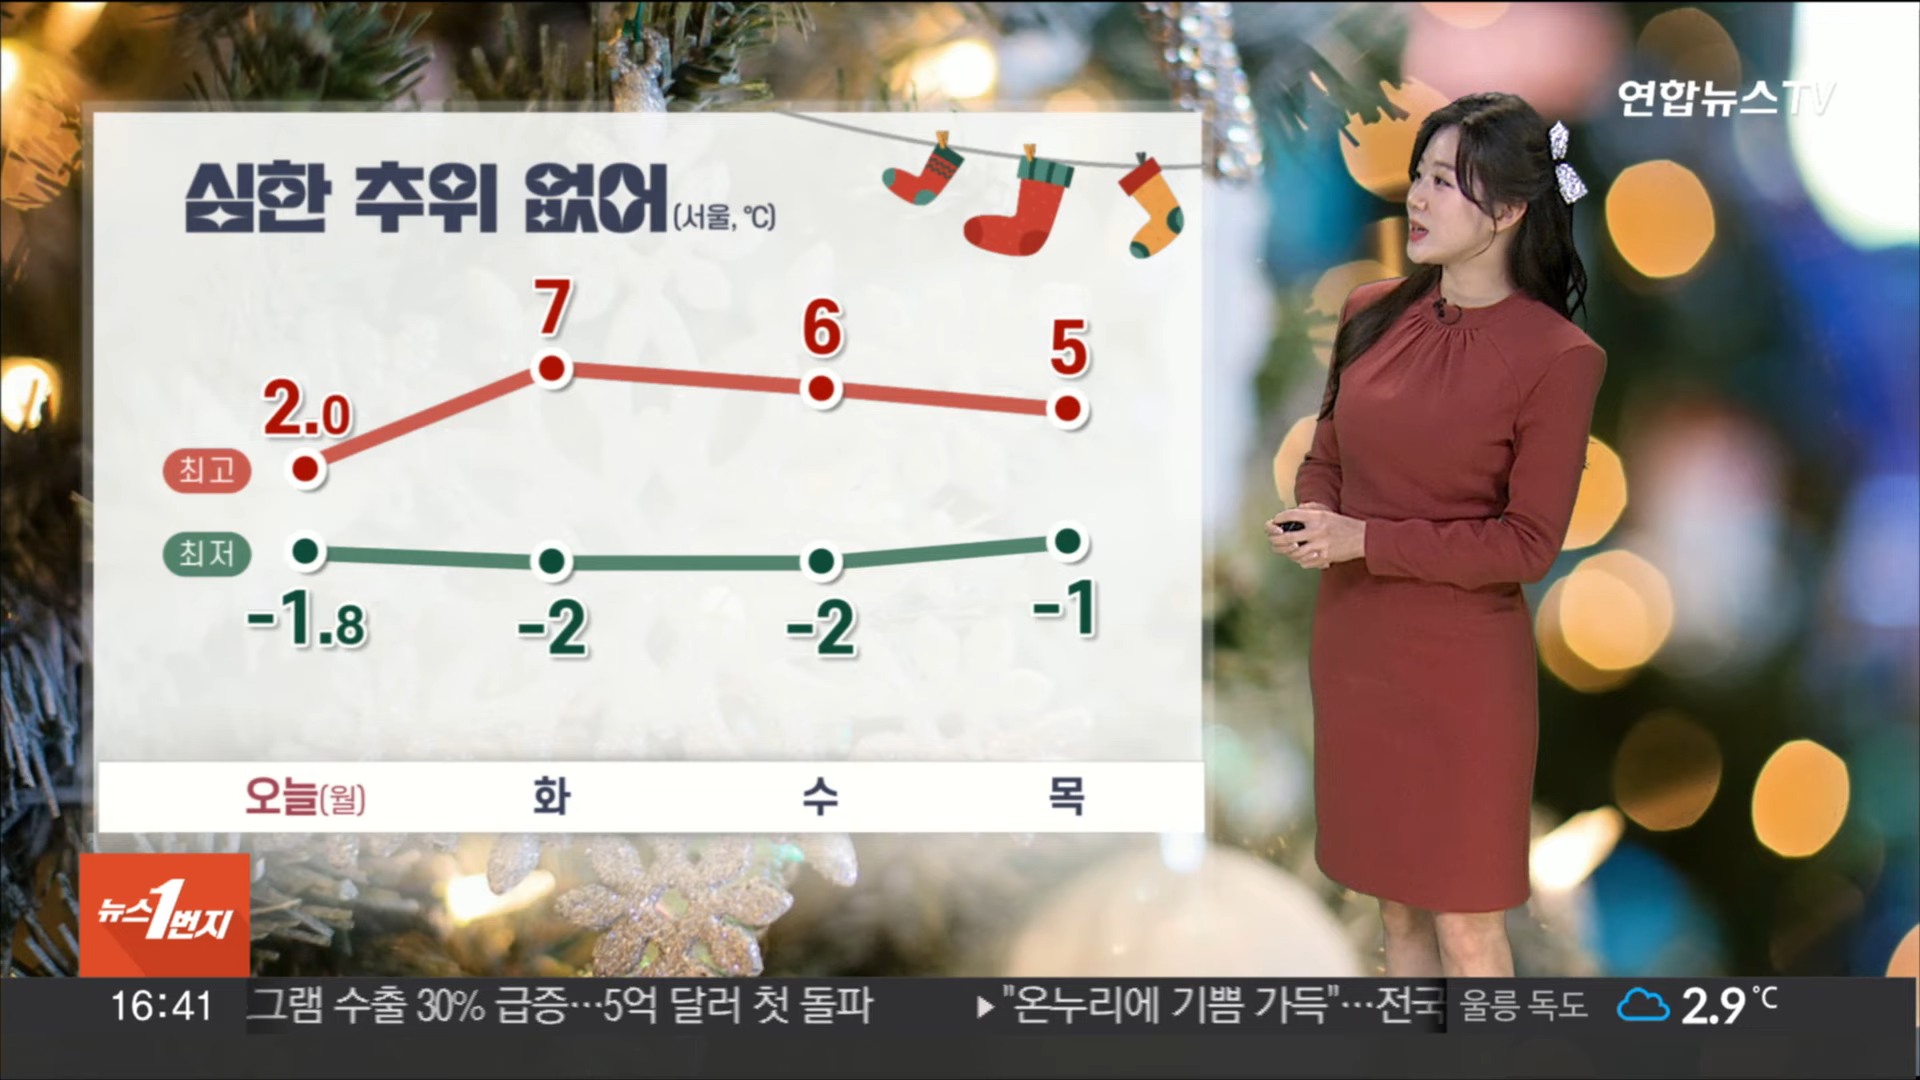 연합뉴스TV
심한 추위 없어(서울, ℃)
7
6
5
2.0
최고
최저
-1.8
-2
-2
-1
오늘(월)
화
수
목
뉴스1번지
16:41
그램 수출 30% 급증…5억 달러 첫 돌파
▶"온누리에 기쁨 가득"…전국
울릉 독도
2.9℃